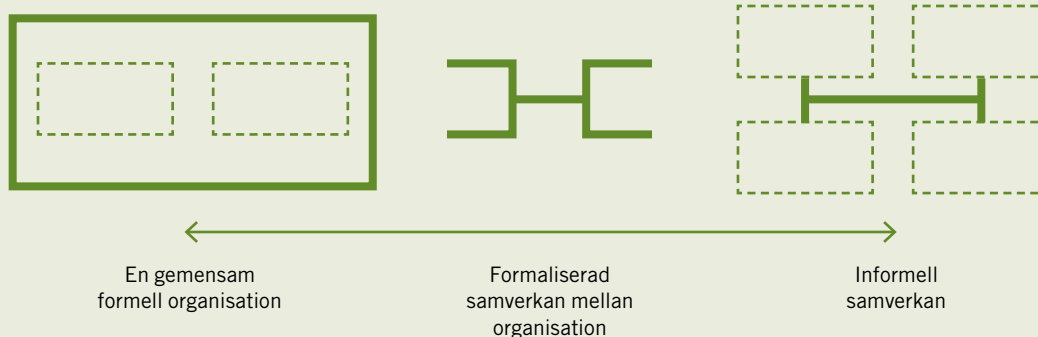 En gemensam
formell organisation
Formaliserad
samverkan mellan
organisation
Informell
samverkan